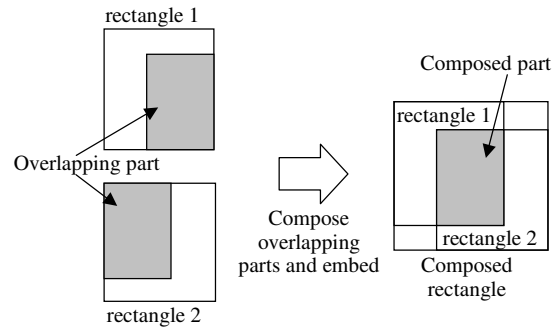 rectangle 1
Overlapping part
rectangle 2
Compose
overlapping
parts and embed
Composed part
rectangle 1
rectangle 2
Composed
rectangle